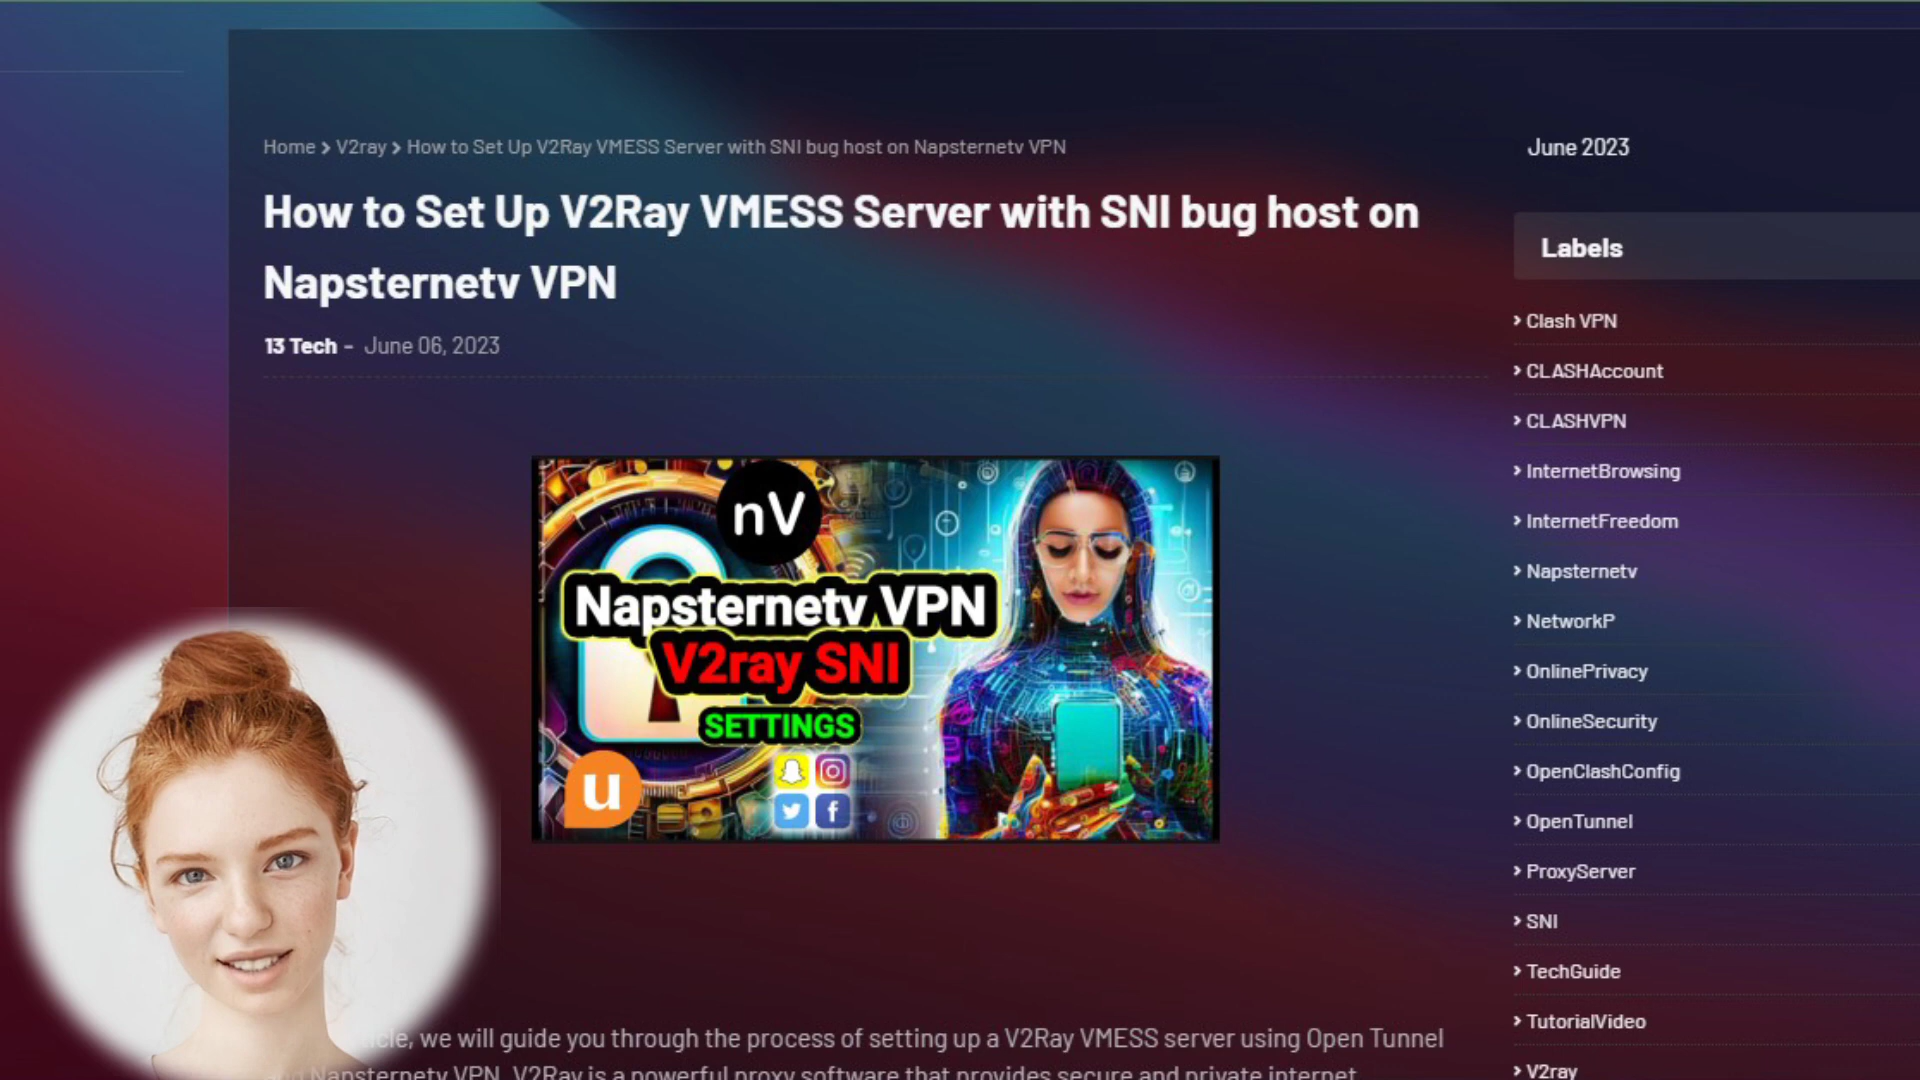 Home > V2ray > How to Set Up V2Ray VMESS Server with SNI bug host on Napsternetv VPN
How to Set Up V2Ray VMESS Server with SNI bug host on
Napsternetv VPN
13 Tech - June 06, 2023
nV
Napsternetv VPN
V2ray SNI
SETTINGS
u
f
we will guide you through the process of setting up a V2Ray VMESS server using Open Tunnel
Napsternetv VPN. V2Ray is a powerful proxy software that provides secure and private internet
June 2023
Labels
> Clash VPN
> CLASHAccount
> CLASHVPN
> InternetBrowsing
> InternetFreedom
> Napsternetv
> NetworkP
> OnlinePrivacy
> OnlineSecurity
> OpenClashConfig
> OpenTunnel
> ProxyServer
> SNI
> TechGuide
> TutorialVideo
> V2ray